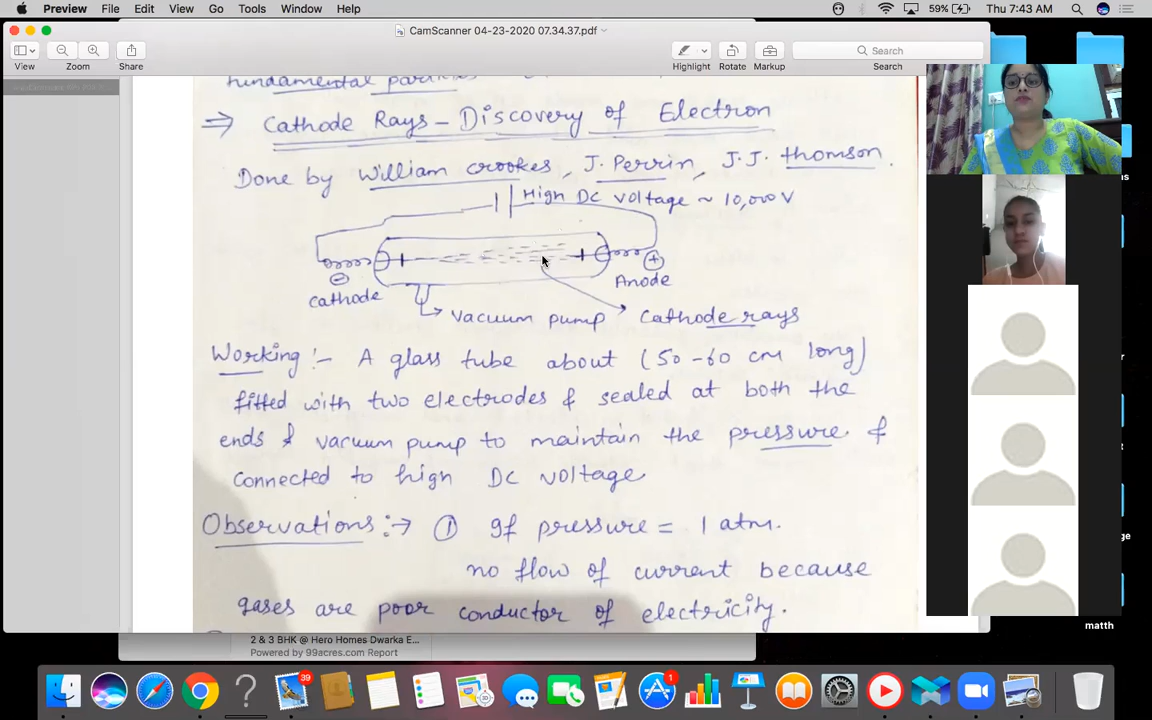 Preview File Edit View Go Tools Window Help
59% Thu 7:43 AM
CamScanner 04-23-2020 07.34.37.pdf
View Zoom Share
Search
Highlight Rotate Markup Search
fundamental particles
⇒ Cathode Rays - Discovery of Electron
Done by William crookes, J. Perrin, J.J. thomson.
High DC voltage ~ 10,000 V
- +
Cathode
Anode
vacuum pump
Cathode rays
Working :- A glass tube about (50-60 cm long)
fitted with two electrodes & sealed at both the
ends & vacuum pump to maintain the pressure &
connected to high DC voltage
Observations :→ ① If pressure = 1 atm.
no flow of current because
gases are poor conductor of electricity.
matth
2 & 3 BHK @ Hero Homes Dwarka E...
Powered by 99acres.com Report
39
1